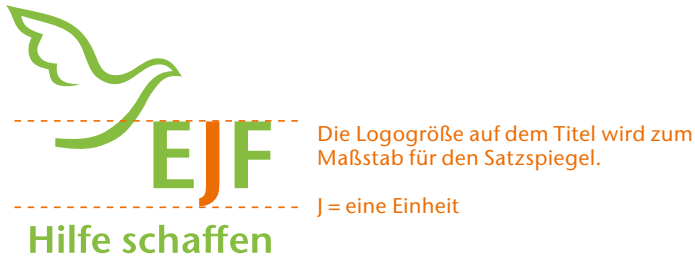 EJF
Hilfe schaffen
Die Logogröße auf dem Titel wird zum
Maßstab für den Satzspiegel.
J = eine Einheit